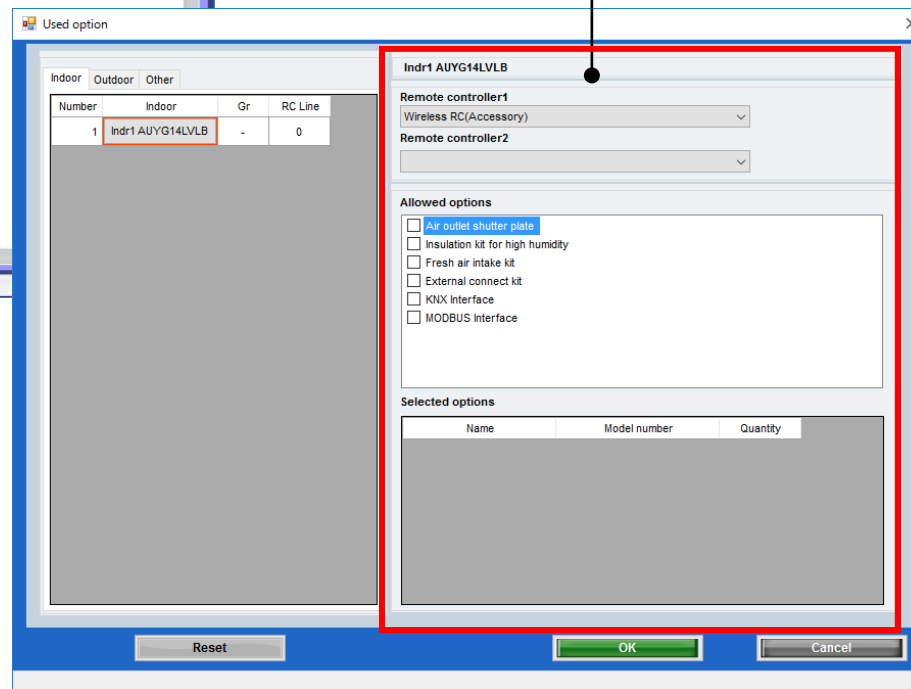 Used option
Indoor Outdoor Other
Number Indoor Gr RC Line
1 Indr1 AUYG14LVLB - 0
Indr1 AUYG14LVLB
Remote controller1
Wireless RC(Accessory)
Remote controller2
Allowed options
Air outlet shutter plate
Insulation kit for high humidity
Fresh air intake kit
External connect kit
KNX Interface
MODBUS Interface
Selected options
Name Model number Quantity
Reset OK Cancel